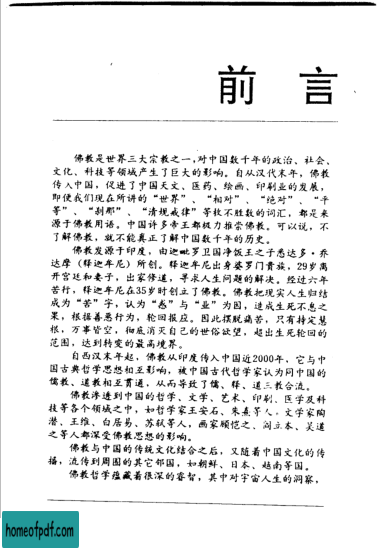 前言
佛教是世界三大宗教之一,对中国数千年的政治、社会、
文化、科技等领域产生了巨大的影响。自从汉代末年,佛教
传入中国,促进了中国天文、医药、绘画、印刷业的发展,
即使我们现在所讲的“世界”、“相对”、“绝对”、“平
等”、“刹那”、“清规戒律”等数不胜数的词汇,都是来
源于佛教用语。中国许多帝王都极力推崇佛教。可以说,不
了解佛教,就不能真正了解中国数千年的历史。
佛教发源于印度,由迦毗罗卫国净饭王之子悉达多·乔
达摩(释迦牟尼)所创。释迦牟尼出身婆罗门贵族,29岁离
开宫廷和妻子,出家修道,寻求人生问题的解决。经过六年
苦行,释迦牟尼在35岁时创立了佛教。佛教把现实人生归结
成为“苦”字,认为“惑”与“业”为因,造成生死不息之
果,根据善恶行为,轮回报应。因此摆脱痛苦,只有持定慧
根,万事皆空,彻底消灭自己的世俗欲望,超出生死轮回的
范围,达到转变的最高境界。
自西汉末年起,佛教从印度传入中国近2000年,它与中
国古典哲学思想相互影响,被中国古代哲学家认为同中国的
儒教、道教相互贯通,从而导致了儒、释、道三教合流。
佛教渗透到中国的哲学、文学、艺术、印刷、医学及科
技等各个领域之中,如哲学家王安石、朱熹等人,文学家陶
潜、王维、白居易、苏轼等人,画家顾恺之、阎立本、吴道
之等人都深受佛教思想的影响。
佛教与中国的传统文化结合之后,又随着中国文化的传
播,流传到周围的其它邻国,如朝鲜、日本、越南等国。
佛教哲学蕴藏着很深的睿智,其中对宇宙人生的洞察,
homeofpdf.com
homeofpdf.com